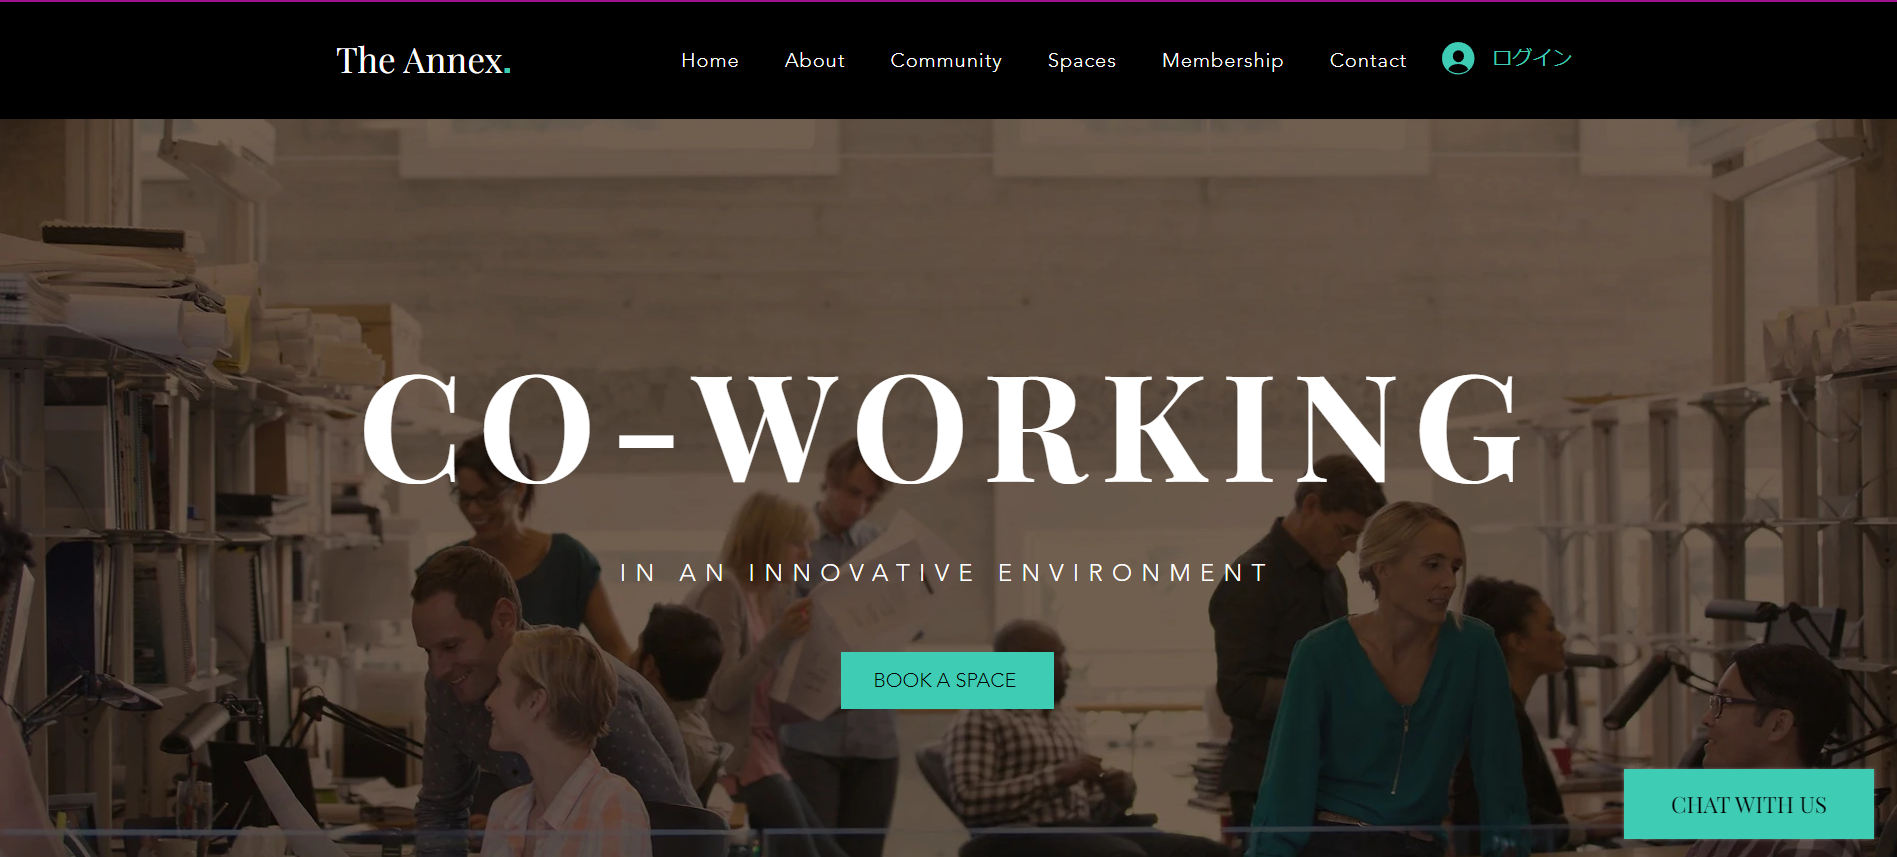 The Annex.
Home About Community Spaces Membership Contact ログイン
CO-WORKING
IN AN INNOVATIVE ENVIRONMENT
BOOK A SPACE
CHAT WITH US